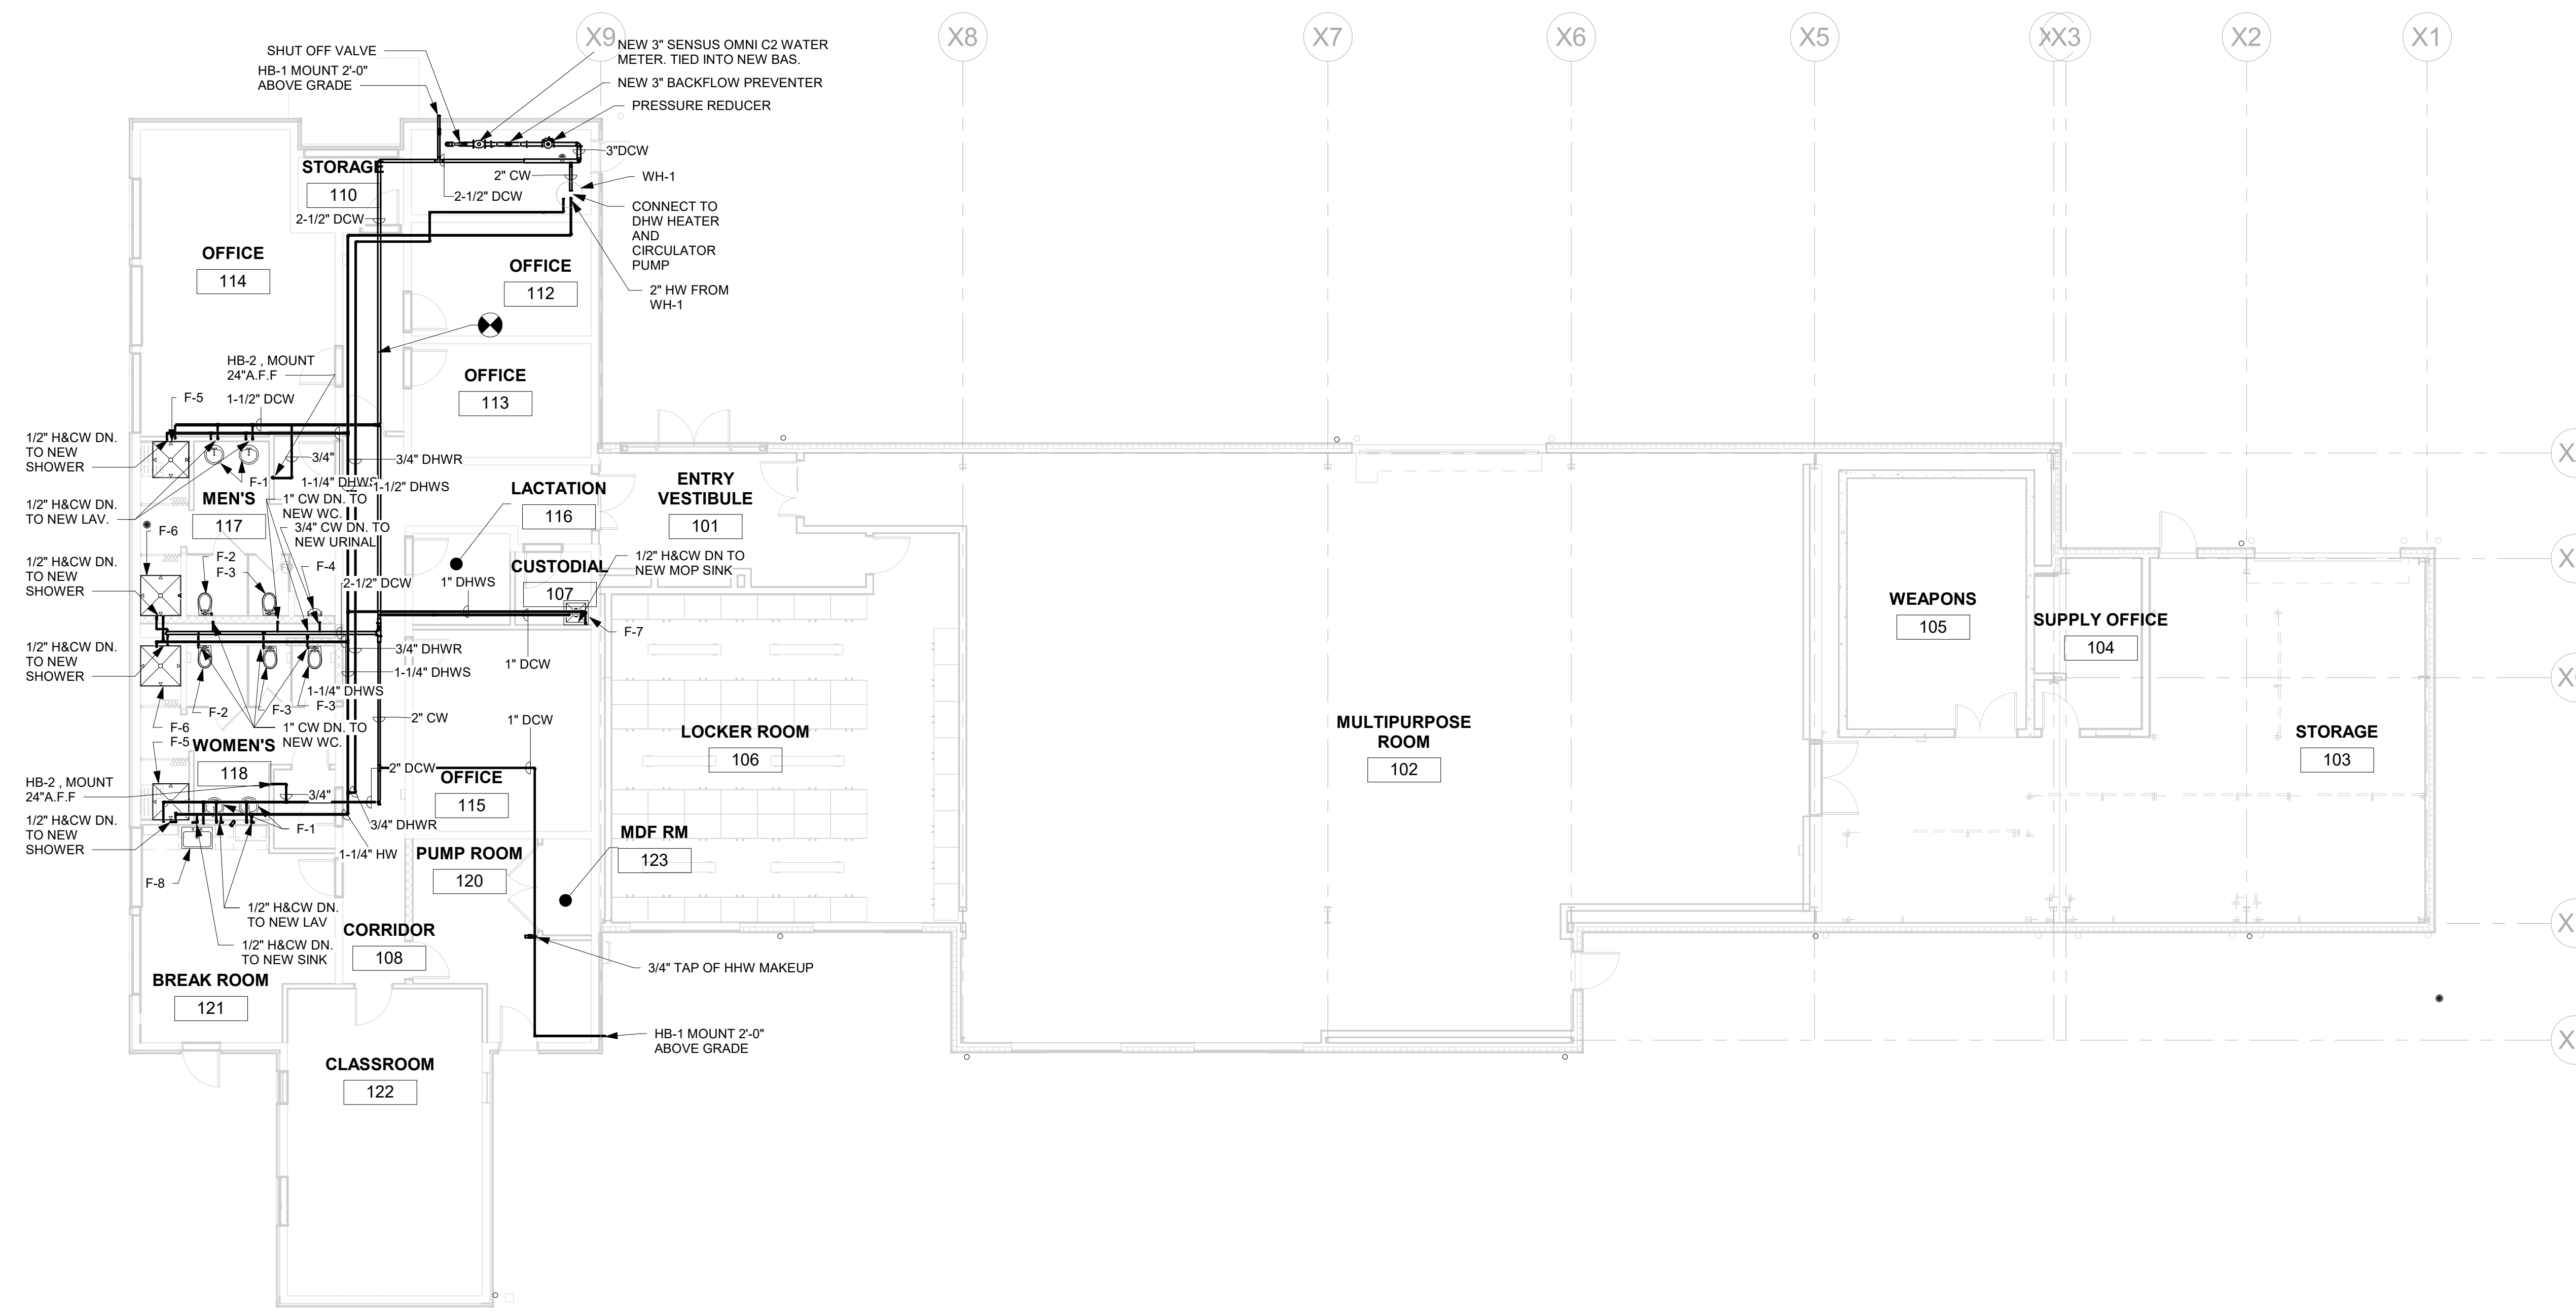 X9
X8
X7
X6
X5
X3
X2
X1
SHUT OFF VALVE
HB-1 MOUNT 2'-0"
ABOVE GRADE
NEW 3" SENSUS OMNI C2 WATER
METER. TIED INTO NEW BAS.
NEW 3" BACKFLOW PREVENTER
PRESSURE REDUCER
3"DCW
2" CW
WH-1
2-1/2" DCW
CONNECT TO
DHW HEATER
AND
CIRCULATOR
PUMP
2" HW FROM
WH-1
STORAGE
110
2-1/2" DCW
OFFICE
114
OFFICE
112
OFFICE
113
HB-2 , MOUNT
24"A.F.F
F-5
1-1/2" DCW
1/2" H&CW DN.
TO NEW
SHOWER
3/4"
3/4" DHWR
F-1
1-1/4" DHWS
1-1/2" DHWS
1/2" H&CW DN.
TO NEW LAV.
MEN'S
117
1" CW DN. TO
NEW WC.
3/4" CW DN. TO
NEW URINAL
LACTATION
116
ENTRY
VESTIBULE
101
F-6
F-2
F-3
F-4
1/2" H&CW DN.
TO NEW
SHOWER
2-1/2" DCW
1" DHWS
CUSTODIAL
107
1/2" H&CW DN TO
NEW MOP SINK
F-7
1/2" H&CW DN.
TO NEW
SHOWER
3/4" DHWR
1" DCW
1-1/4" DHWS
1-1/4" DHWS
F-2
F-3
F-3
F-6
1" CW DN. TO
NEW WC.
2" CW
1" DCW
F-5
WOMEN'S
118
HB-2 , MOUNT
24"A.F.F
3/4"
2" DCW
OFFICE
115
1/2" H&CW DN.
TO NEW
SHOWER
F-1
3/4" DHWR
1-1/4" HW
F-8
PUMP ROOM
120
MDF RM
123
LOCKER ROOM
106
MULTIPURPOSE
ROOM
102
WEAPONS
105
SUPPLY OFFICE
104
STORAGE
103
1/2" H&CW DN.
TO NEW LAV
1/2" H&CW DN.
TO NEW SINK
CORRIDOR
108
3/4" TAP OF HHW MAKEUP
BREAK ROOM
121
HB-1 MOUNT 2'-0"
ABOVE GRADE
CLASSROOM
122